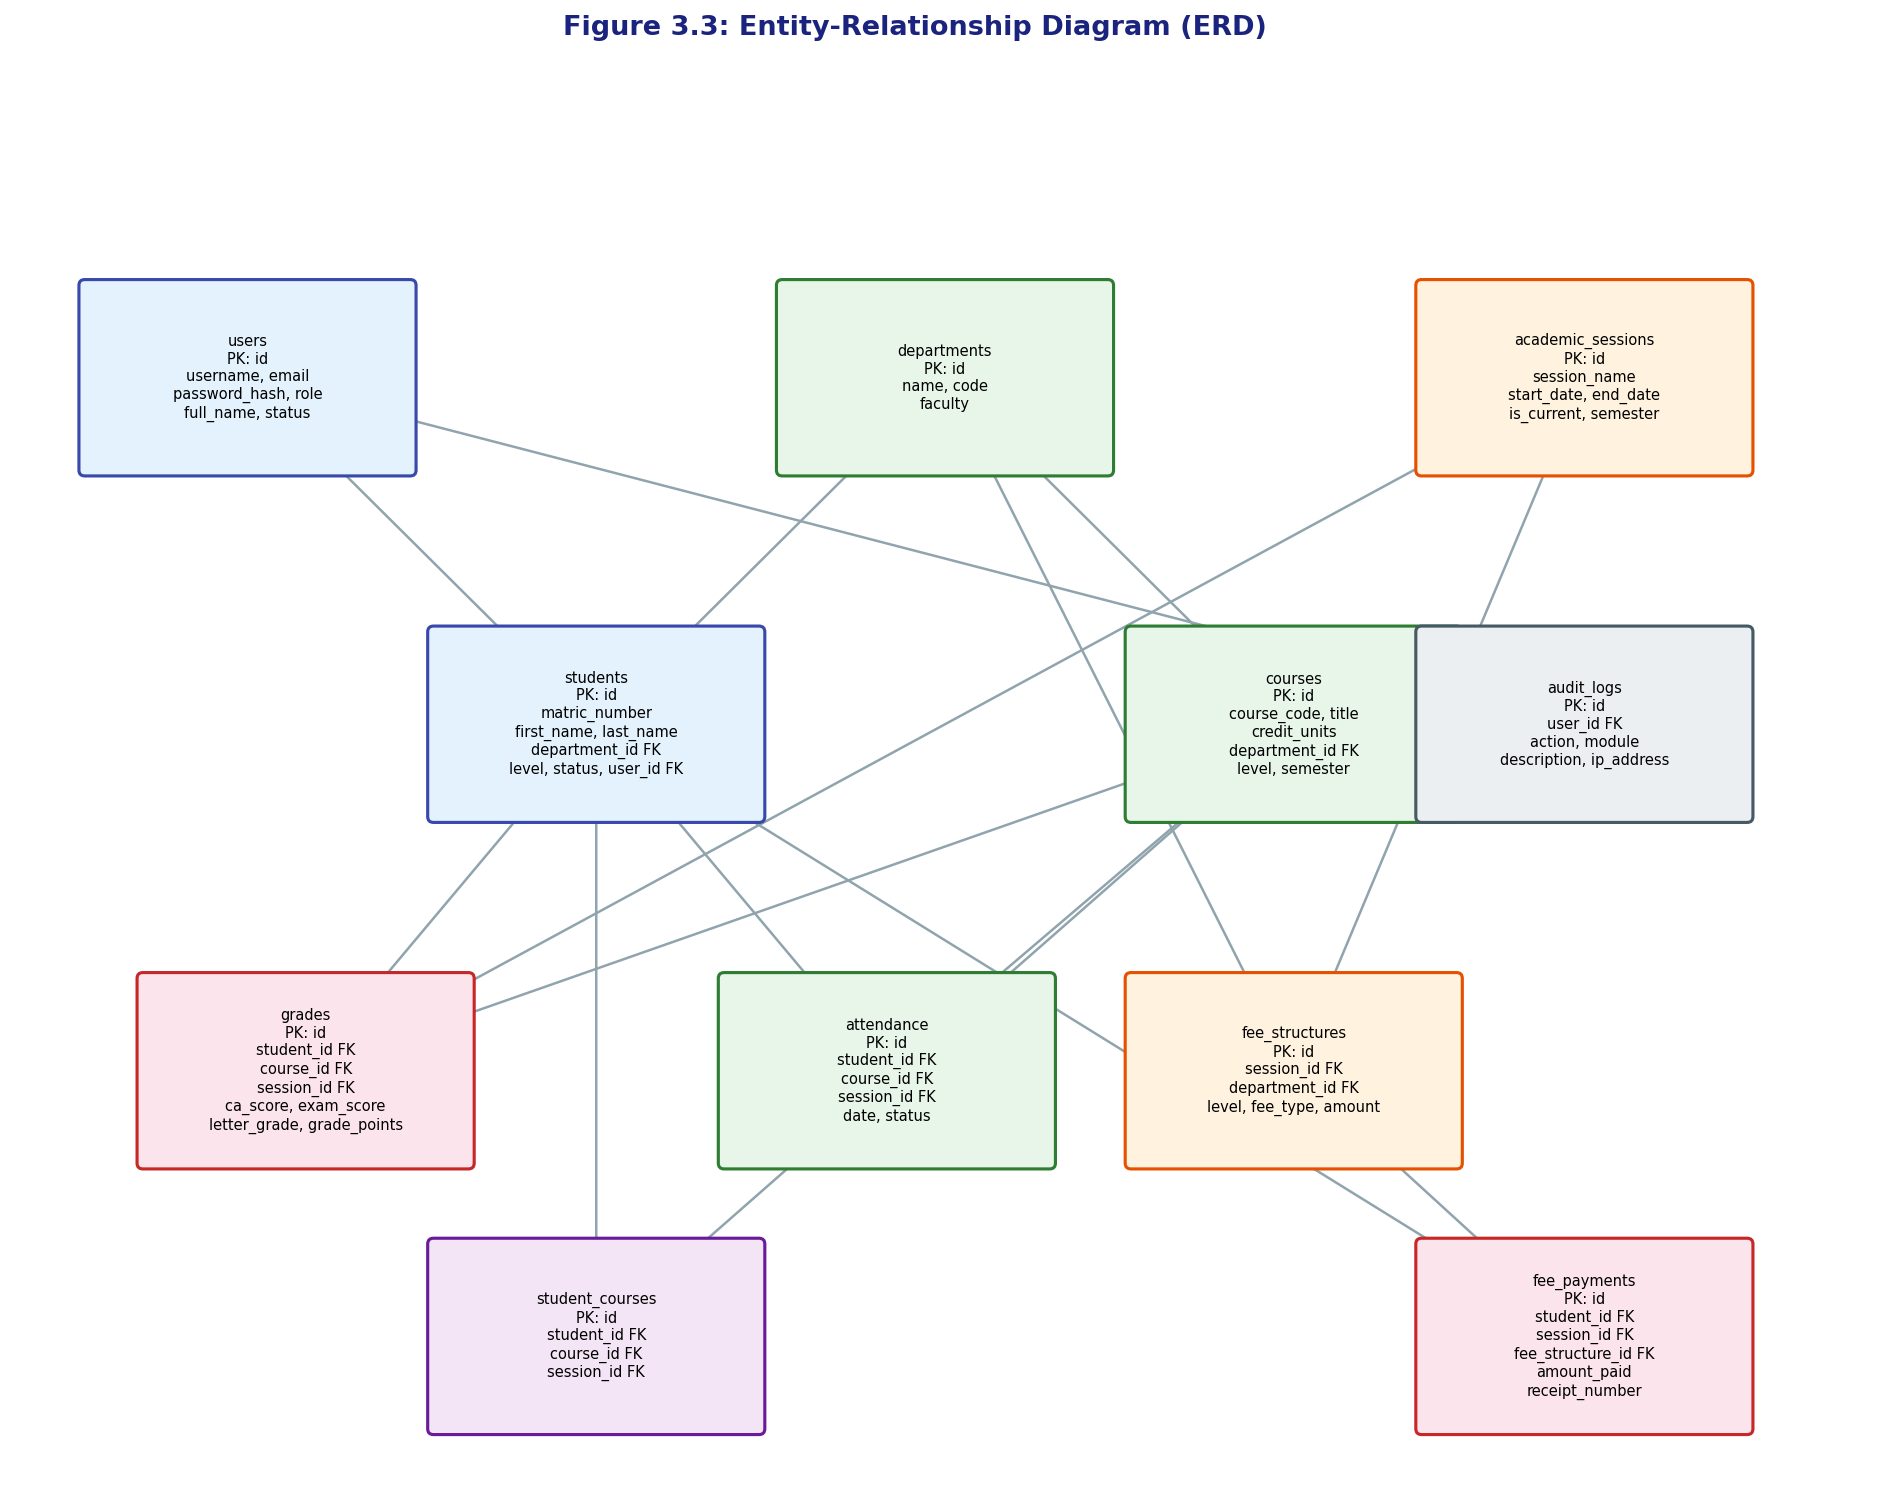 Figure 3.3: Entity-Relationship Diagram (ERD)
users
PK: id
username, email
password_hash, role
full_name, status
departments
PK: id
name, code
faculty
academic_sessions
PK: id
session_name
start_date, end_date
is_current, semester
students
PK: id
matric_number
first_name, last_name
department_id FK
level, status, user_id FK
courses
PK: id
course_code, title
credit_units
department_id FK
level, semester
audit_logs
PK: id
user_id FK
action, module
description, ip_address
grades
PK: id
student_id FK
course_id FK
session_id FK
ca_score, exam_score
letter_grade, grade_points
attendance
PK: id
student_id FK
course_id FK
session_id FK
date, status
fee_structures
PK: id
session_id FK
department_id FK
level, fee_type, amount
student_courses
PK: id
student_id FK
course_id FK
session_id FK
fee_payments
PK: id
student_id FK
session_id FK
fee_structure_id FK
amount_paid
receipt_number